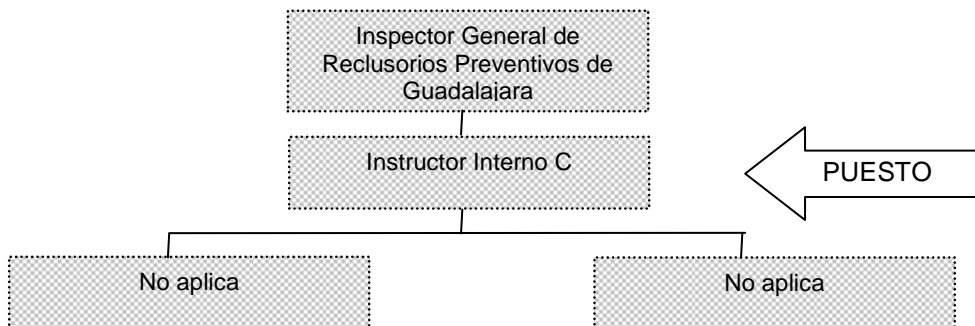 Inspector General de
Reclusorios Preventivos de
Guadalajara
Instructor Interno C
PUESTO
No aplica
No aplica